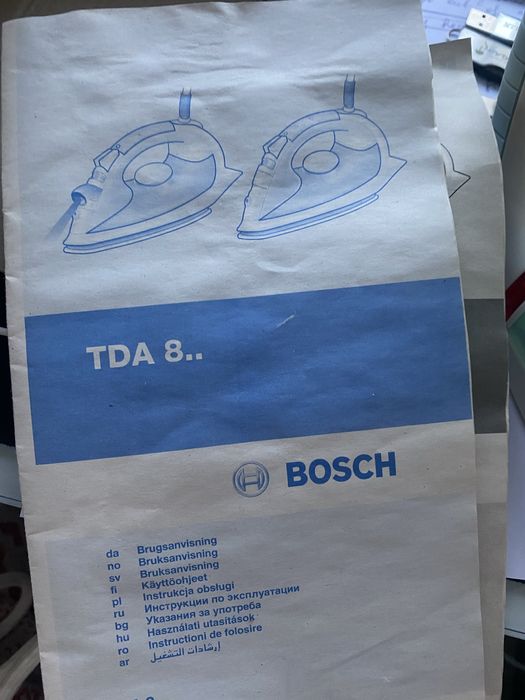 TDA 8..
BOSCH
da Brugsanvisning
no Bruksanvisning
sv Bruksanvisning
fi Käyttöohjeet
pl Instrukcja obsługi
ru Инструкции по эксплуатации
bg Указания за употреба
hu Használati utasítások
ro Instructiuni de folosire
ar إرشادات التشغيل